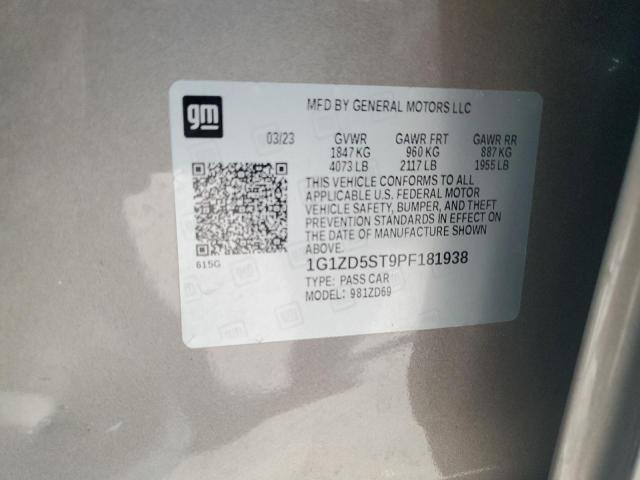 gm
MFD BY GENERAL MOTORS LLC
03/23 GVWR GAWR FRT GAWR RR
1847 KG 960 KG 887 KG
4073 LB 2117 LB 1955 LB
THIS VEHICLE CONFORMS TO ALL
APPLICABLE U.S. FEDERAL MOTOR
VEHICLE SAFETY, BUMPER, AND THEFT
PREVENTION STANDARDS IN EFFECT ON
THE DATE OF MANUFACTURE SHOWN
ABOVE.
615G
1G1ZD5ST9PF181938
TYPE: PASS CAR
MODEL: 981ZD69